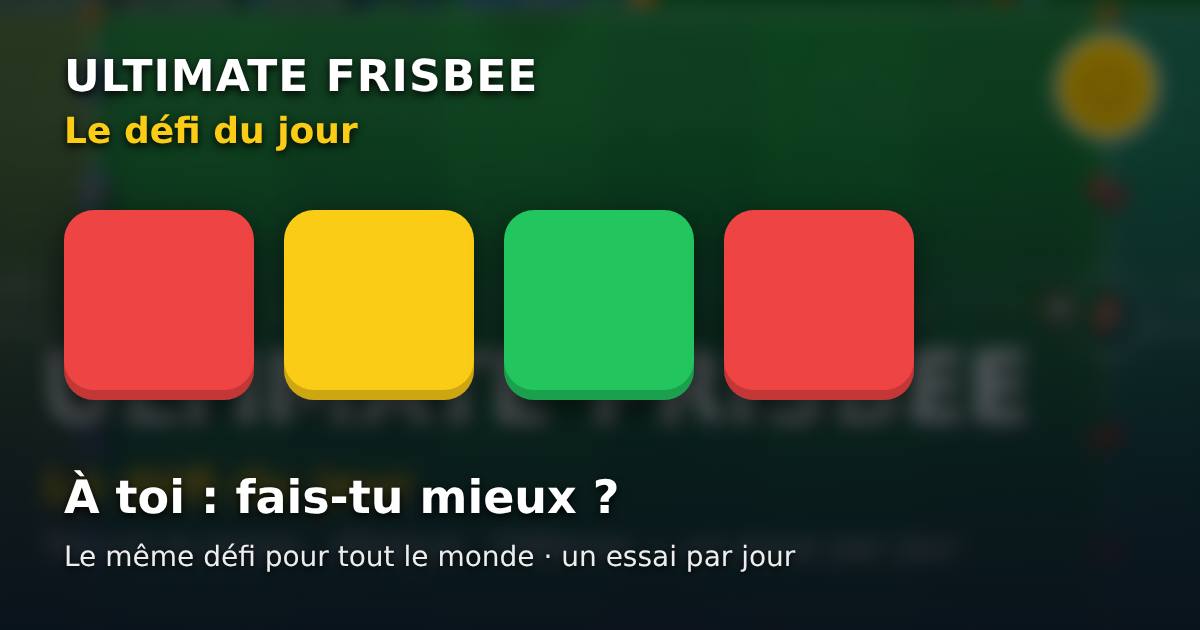 ULTIMATE FRISBEE
Le défi du jour
À toi : fais-tu mieux ?
Le même défi pour tout le monde · un essai par jour